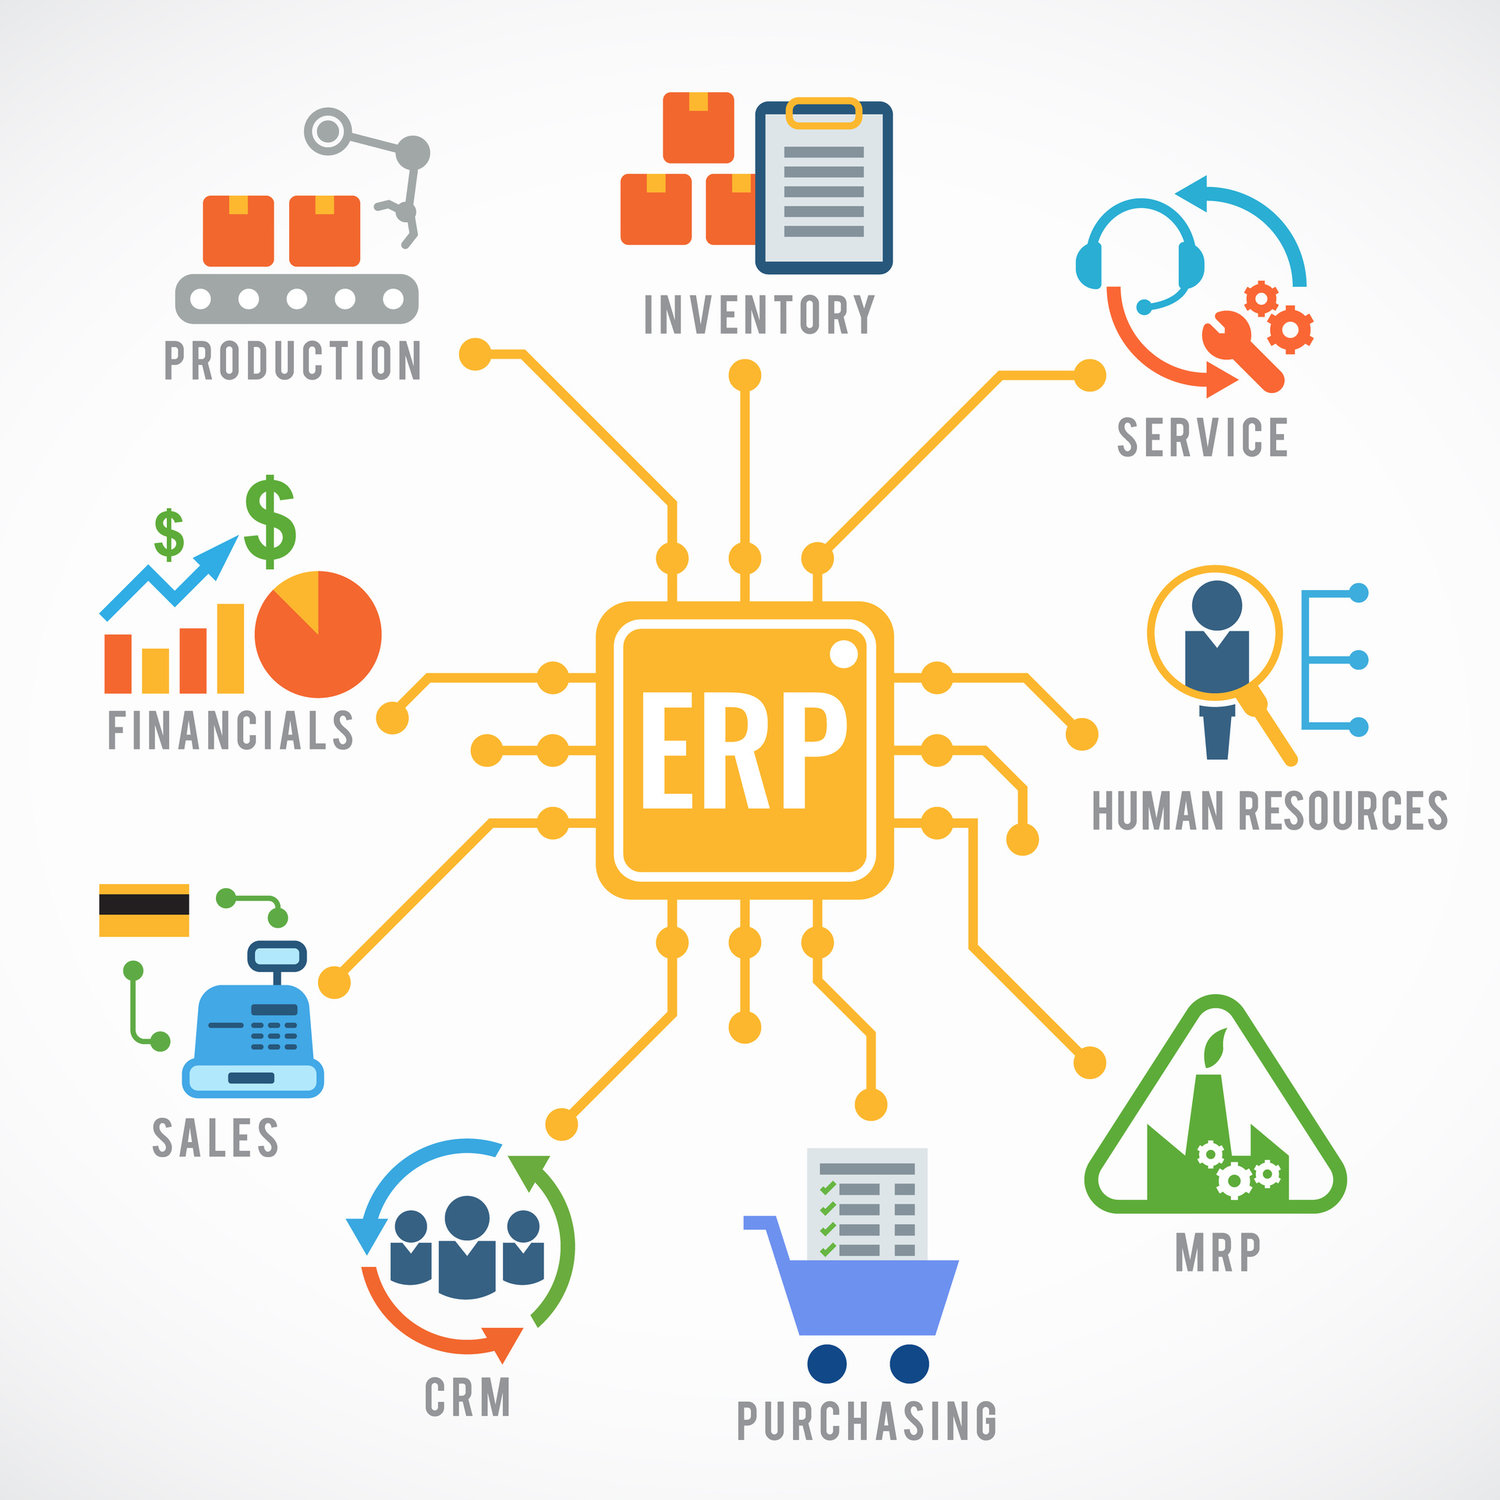 INVENTORY
PRODUCTION
SERVICE
$
$
FINANCIALS
ERP
HUMAN RESOURCES
SALES
MRP
CRM
PURCHASING